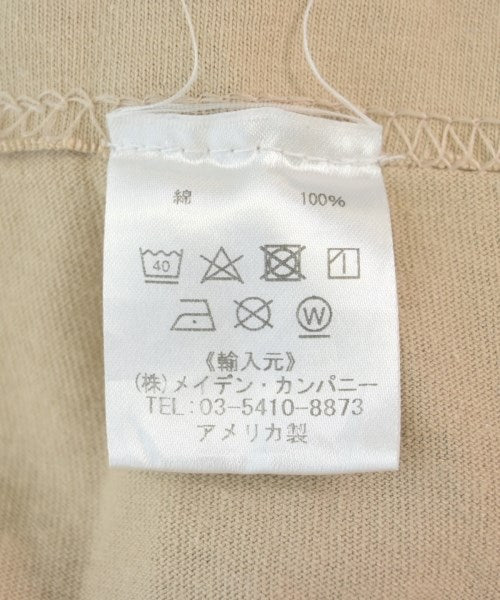 綿 100%
40
W
《輸入元》
(株)メイデン・カンパニー
TEL:03-5410-8873
アメリカ製